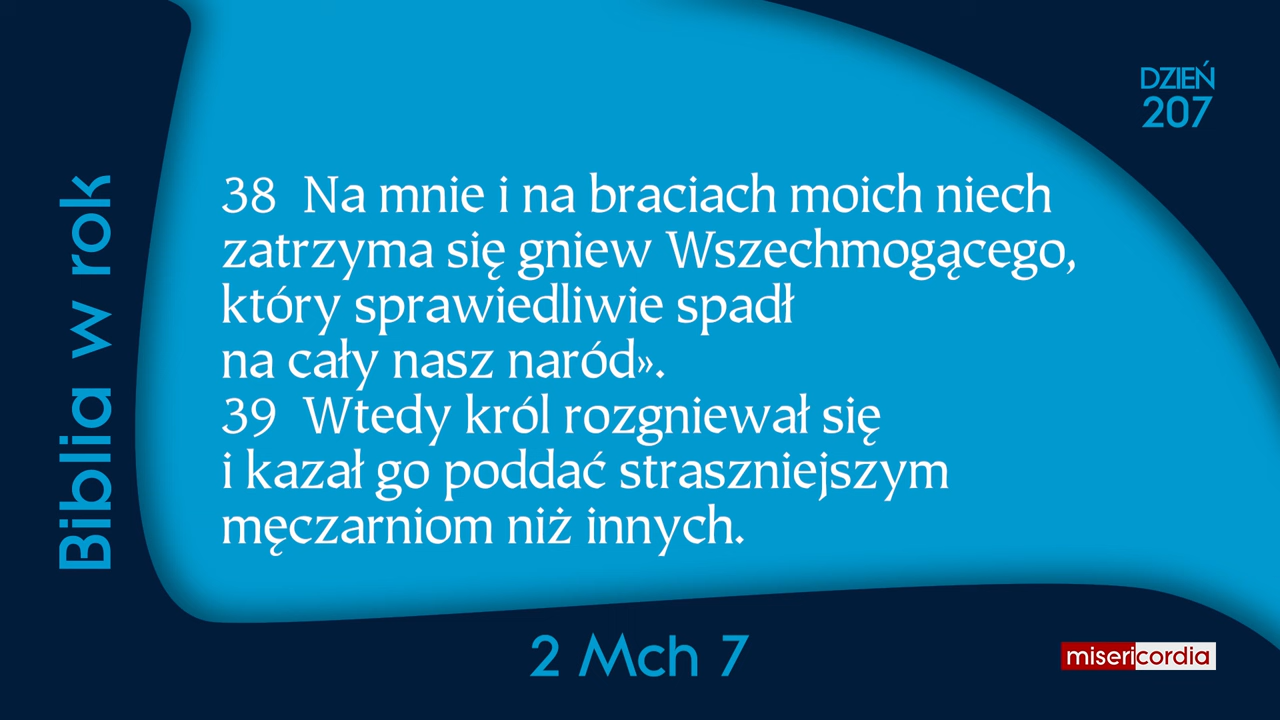 DZIEŃ
207
Biblia w rok
38 Na mnie i na braciach moich niech
zatrzyma się gniew Wszechmogącego,
który sprawiedliwie spadł
na cały nasz naród».
39 Wtedy król rozgniewał się
i kazał go poddać straszniejszym
męczarniom niż innych.
2 Mch 7
misericordia